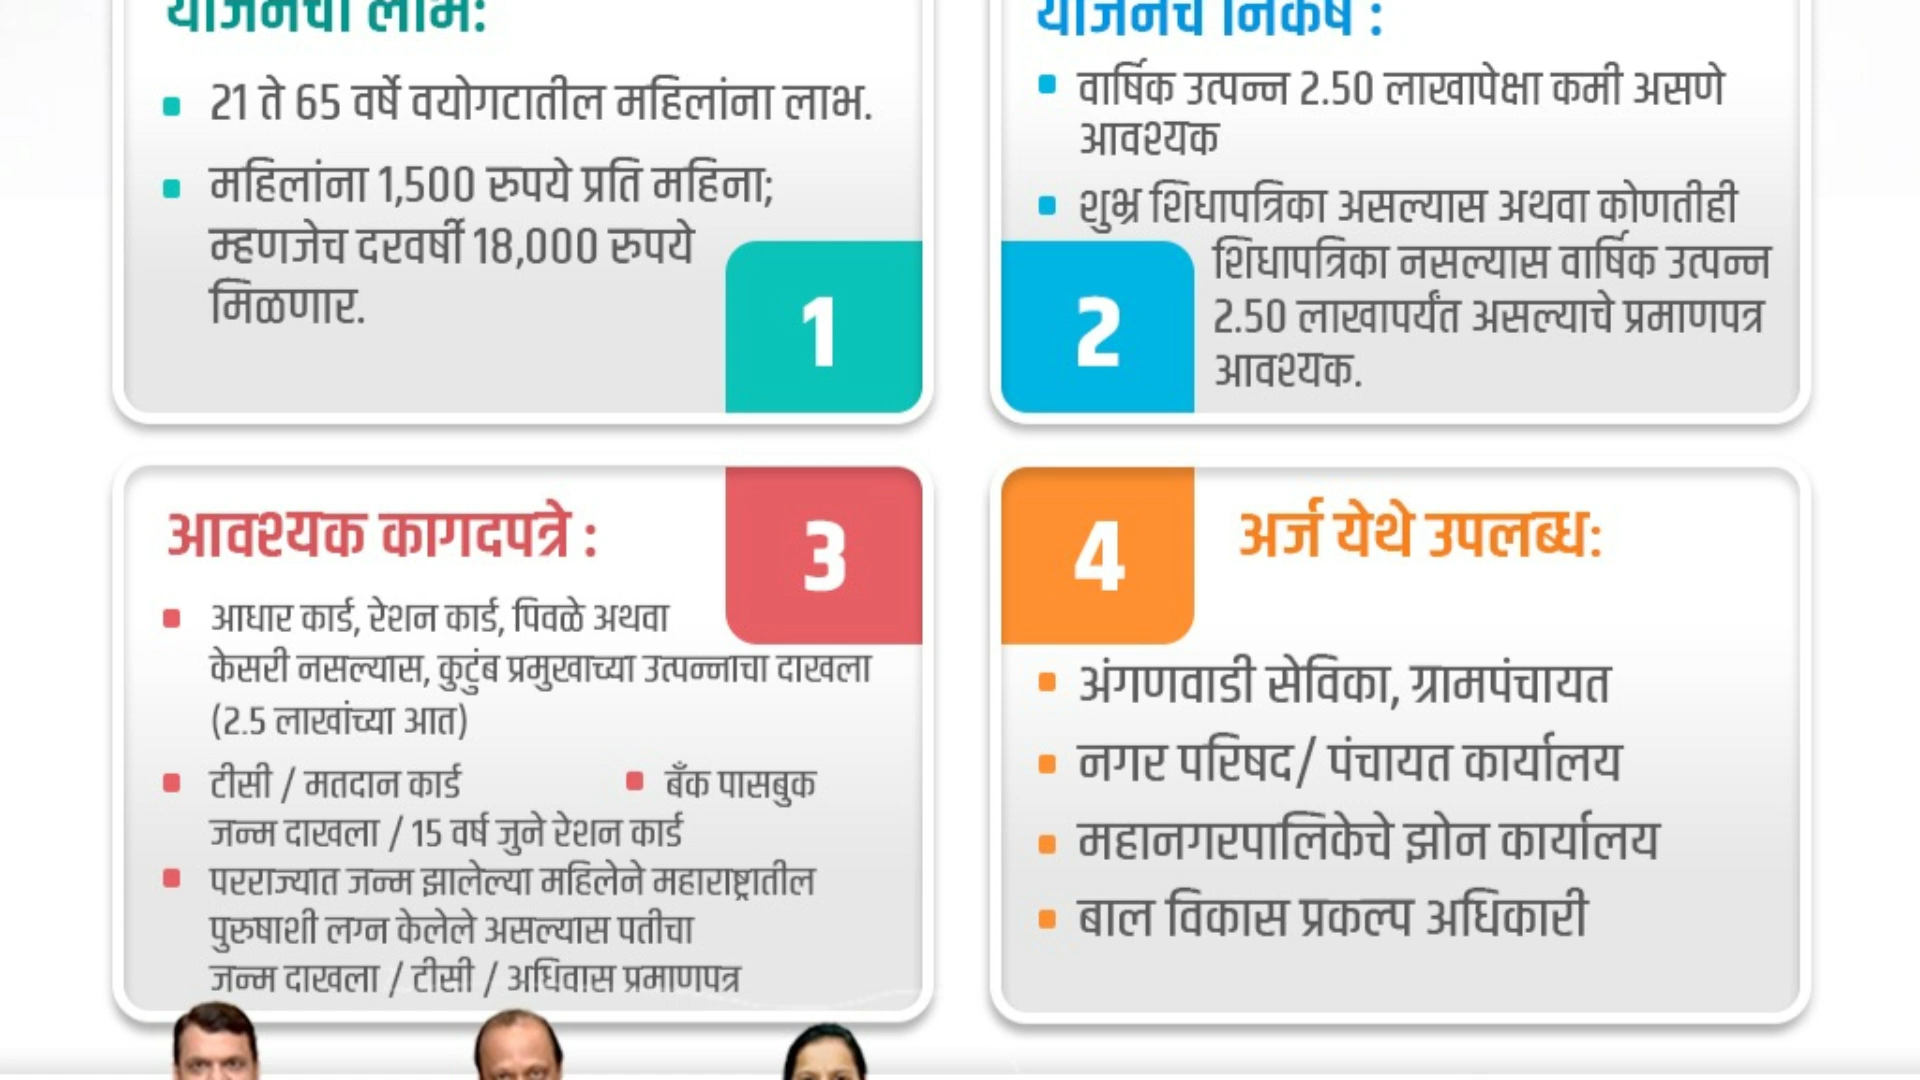 योजनेचा लाभ:
21 ते 65 वर्षे वयोगटातील महिलांना लाभ.
महिलांना 1,500 रुपये प्रति महिना;
म्हणजेच दरवर्षी 18,000 रुपये
मिळणार.
1
योजनेचे निकष :
वार्षिक उत्पन्न 2.50 लाखापेक्षा कमी असणे
आवश्यक
शुभ्र शिधापत्रिका असल्यास अथवा कोणतीही
शिधापत्रिका नसल्यास वार्षिक उत्पन्न
2.50 लाखापर्यंत असल्याचे प्रमाणपत्र
आवश्यक.
2
आवश्यक कागदपत्रे :
3
आधार कार्ड, रेशन कार्ड, पिवळे अथवा
केसरी नसल्यास, कुटुंब प्रमुखाच्या उत्पन्नाचा दाखला
(2.5 लाखांच्या आत)
टीसी / मतदान कार्ड
बँक पासबुक
जन्म दाखला / 15 वर्ष जुने रेशन कार्ड
परराज्यात जन्म झालेल्या महिलेने महाराष्ट्रातील
पुरुषाशी लग्न केलेले असल्यास पतीचा
जन्म दाखला / टीसी / अधिवास प्रमाणपत्र
4
अर्ज येथे उपलब्ध:
अंगणवाडी सेविका, ग्रामपंचायत
नगर परिषद/ पंचायत कार्यालय
महानगरपालिकेचे झोन कार्यालय
बाल विकास प्रकल्प अधिकारी